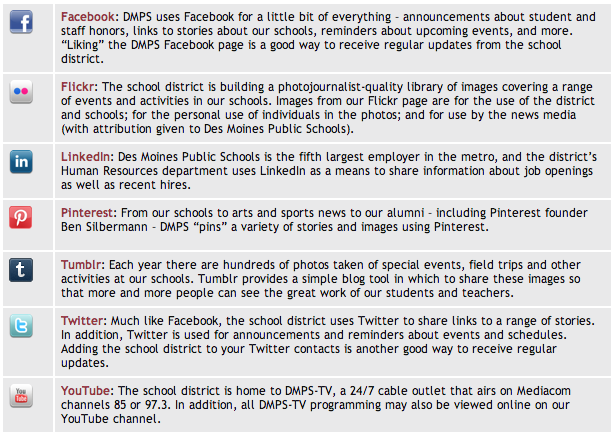 Facebook: DMPS uses Facebook for a little bit of everything - announcements about student and
staff honors, links to stories about our schools, reminders about upcoming events, and more.
“Liking” the DMPS Facebook page is a good way to receive regular updates from the school
district.
Flickr: The school district is building a photojournalist-quality library of images covering a range
of events and activities in our schools. Images from our Flickr page are for the use of the district
and schools; for the personal use of individuals in the photos; and for use by the news media
(with attribution given to Des Moines Public Schools).
in
LinkedIn: Des Moines Public Schools is the fifth largest employer in the metro, and the district’s
Human Resources department uses LinkedIn as a means to share information about job openings
as well as recent hires.
Pinterest: From our schools to arts and sports news to our alumni - including Pinterest founder
Ben Silbermann - DMPS “pins” a variety of stories and images using Pinterest.
Tumblr: Each year there are hundreds of photos taken of special events, field trips and other
activities at our schools. Tumblr provides a simple blog tool in which to share these images so
that more and more people can see the great work of our students and teachers.
Twitter: Much like Facebook, the school district uses Twitter to share links to a range of stories.
In addition, Twitter is used for announcements and reminders about events and schedules.
Adding the school district to your Twitter contacts is another good way to receive regular
updates.
You
Tube
YouTube: The school district is home to DMPS-TV, a 24/7 cable outlet that airs on Mediacom
channels 85 or 97.3. In addition, all DMPS-TV programming may also be viewed online on our
YouTube channel.